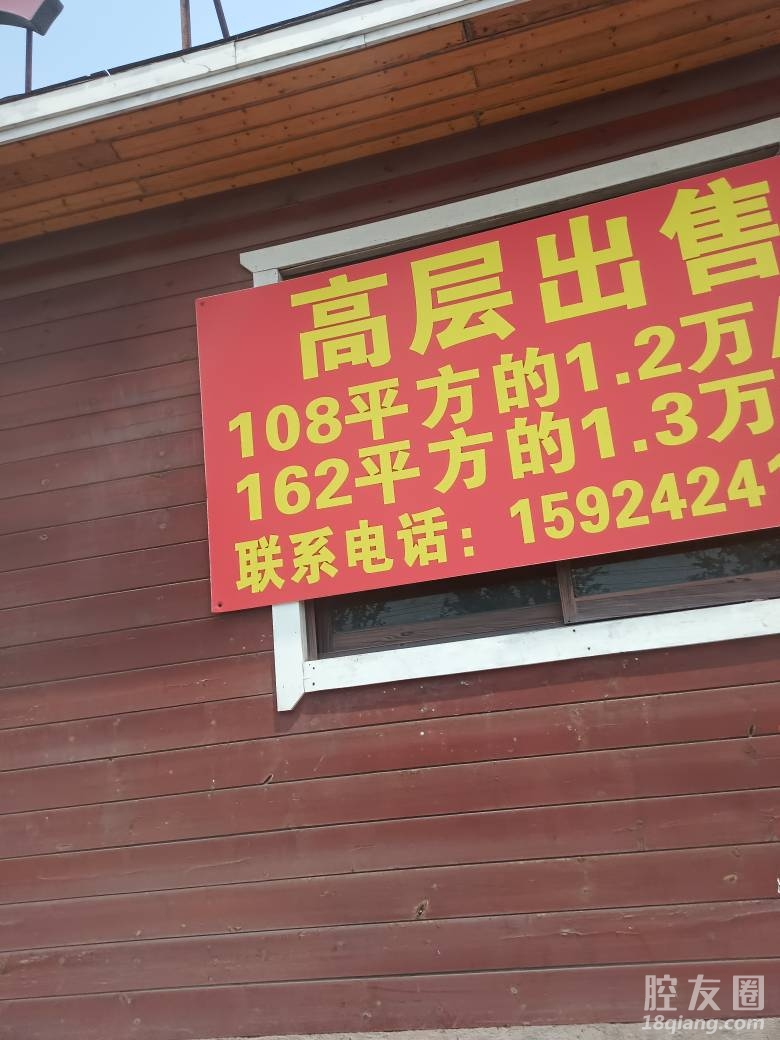 高层出售
108平方的1.2万/
162平方的1.3万
联系电话：15924241
腔友圈
18qiang.com